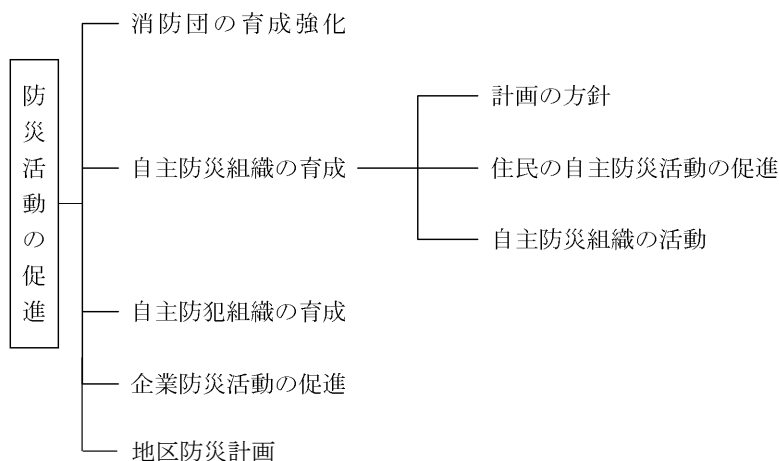 防災活動の促進
消防団の育成強化
自主防災組織の育成
計画の方針
住民の自主防災活動の促進
自主防災組織の活動
自主防犯組織の育成
企業防災活動の促進
地区防災計画